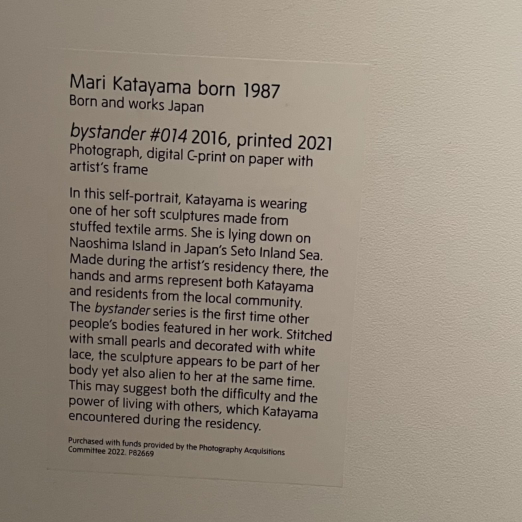 Mari Katayama born 1987
Born and works Japan
bystander #014 2016, printed 2021
Photograph, digital C-print on paper with
artist's frame
In this self-portrait, Katayama is wearing
one of her soft sculptures made from
stuffed textile arms. She is lying down on
Naoshima Island in Japan's Seto Inland Sea.
Made during the artist's residency there, the
hands and arms represent both Katayama
and residents from the local community.
The bystander series is the first time other
people's bodies featured in her work. Stitched
with small pearls and decorated with white
lace, the sculpture appears to be part of her
body yet also alien to her at the same time.
This may suggest both the difficulty and the
power of living with others, which Katayama
encountered during the residency.
Purchased with funds provided by the Photography Acquisitions
Committee 2022. P82669